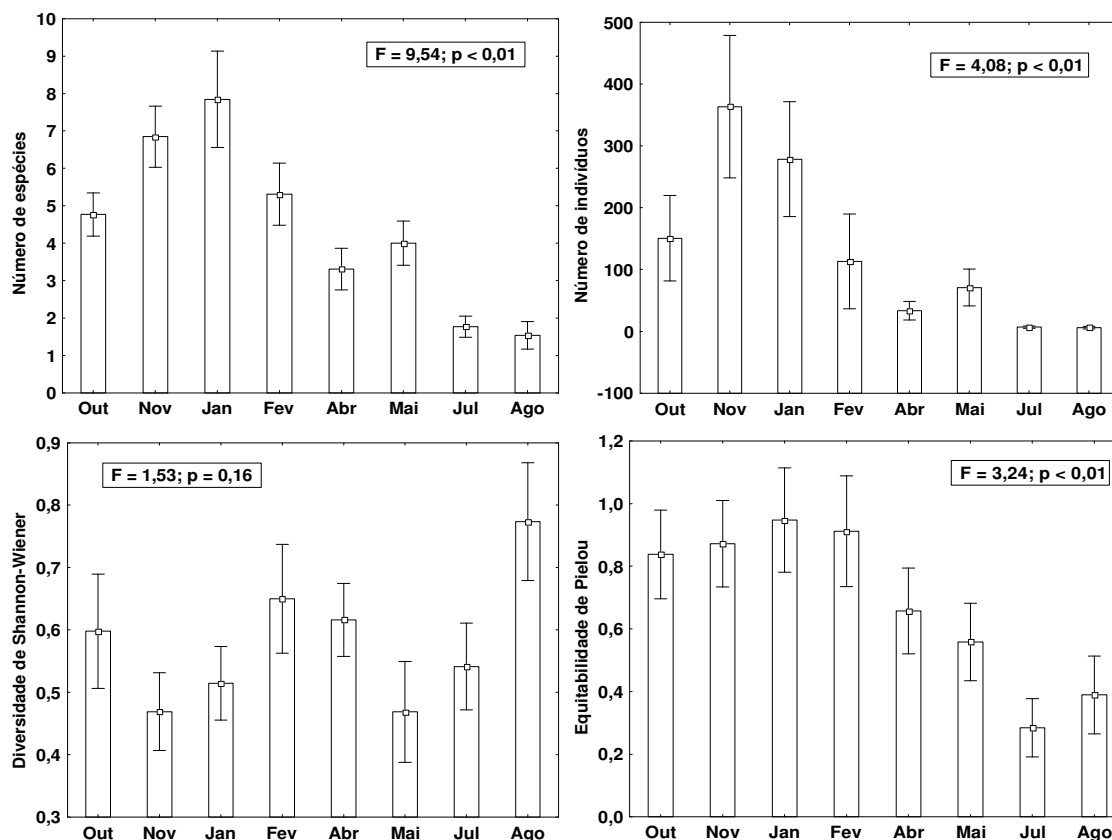 Número de espécies
10
9
8
7
6
5
4
3
2
1
0
F = 9,54; p < 0,01
Out Nov Jan Fev Abr Mai Jul Ago
Número de indivíduos
500
400
300
200
100
0
-100
F = 4,08; p < 0,01
Out Nov Jan Fev Abr Mai Jul Ago
Diversidade de Shannon-Wiener
0,9
0,8
0,7
0,6
0,5
0,4
0,3
F = 1,53; p = 0,16
Out Nov Jan Fev Abr Mai Jul Ago
Equitabilidade de Pielou
1,2
1,0
0,8
0,6
0,4
0,2
0,0
F = 3,24; p < 0,01
Out Nov Jan Fev Abr Mai Jul Ago